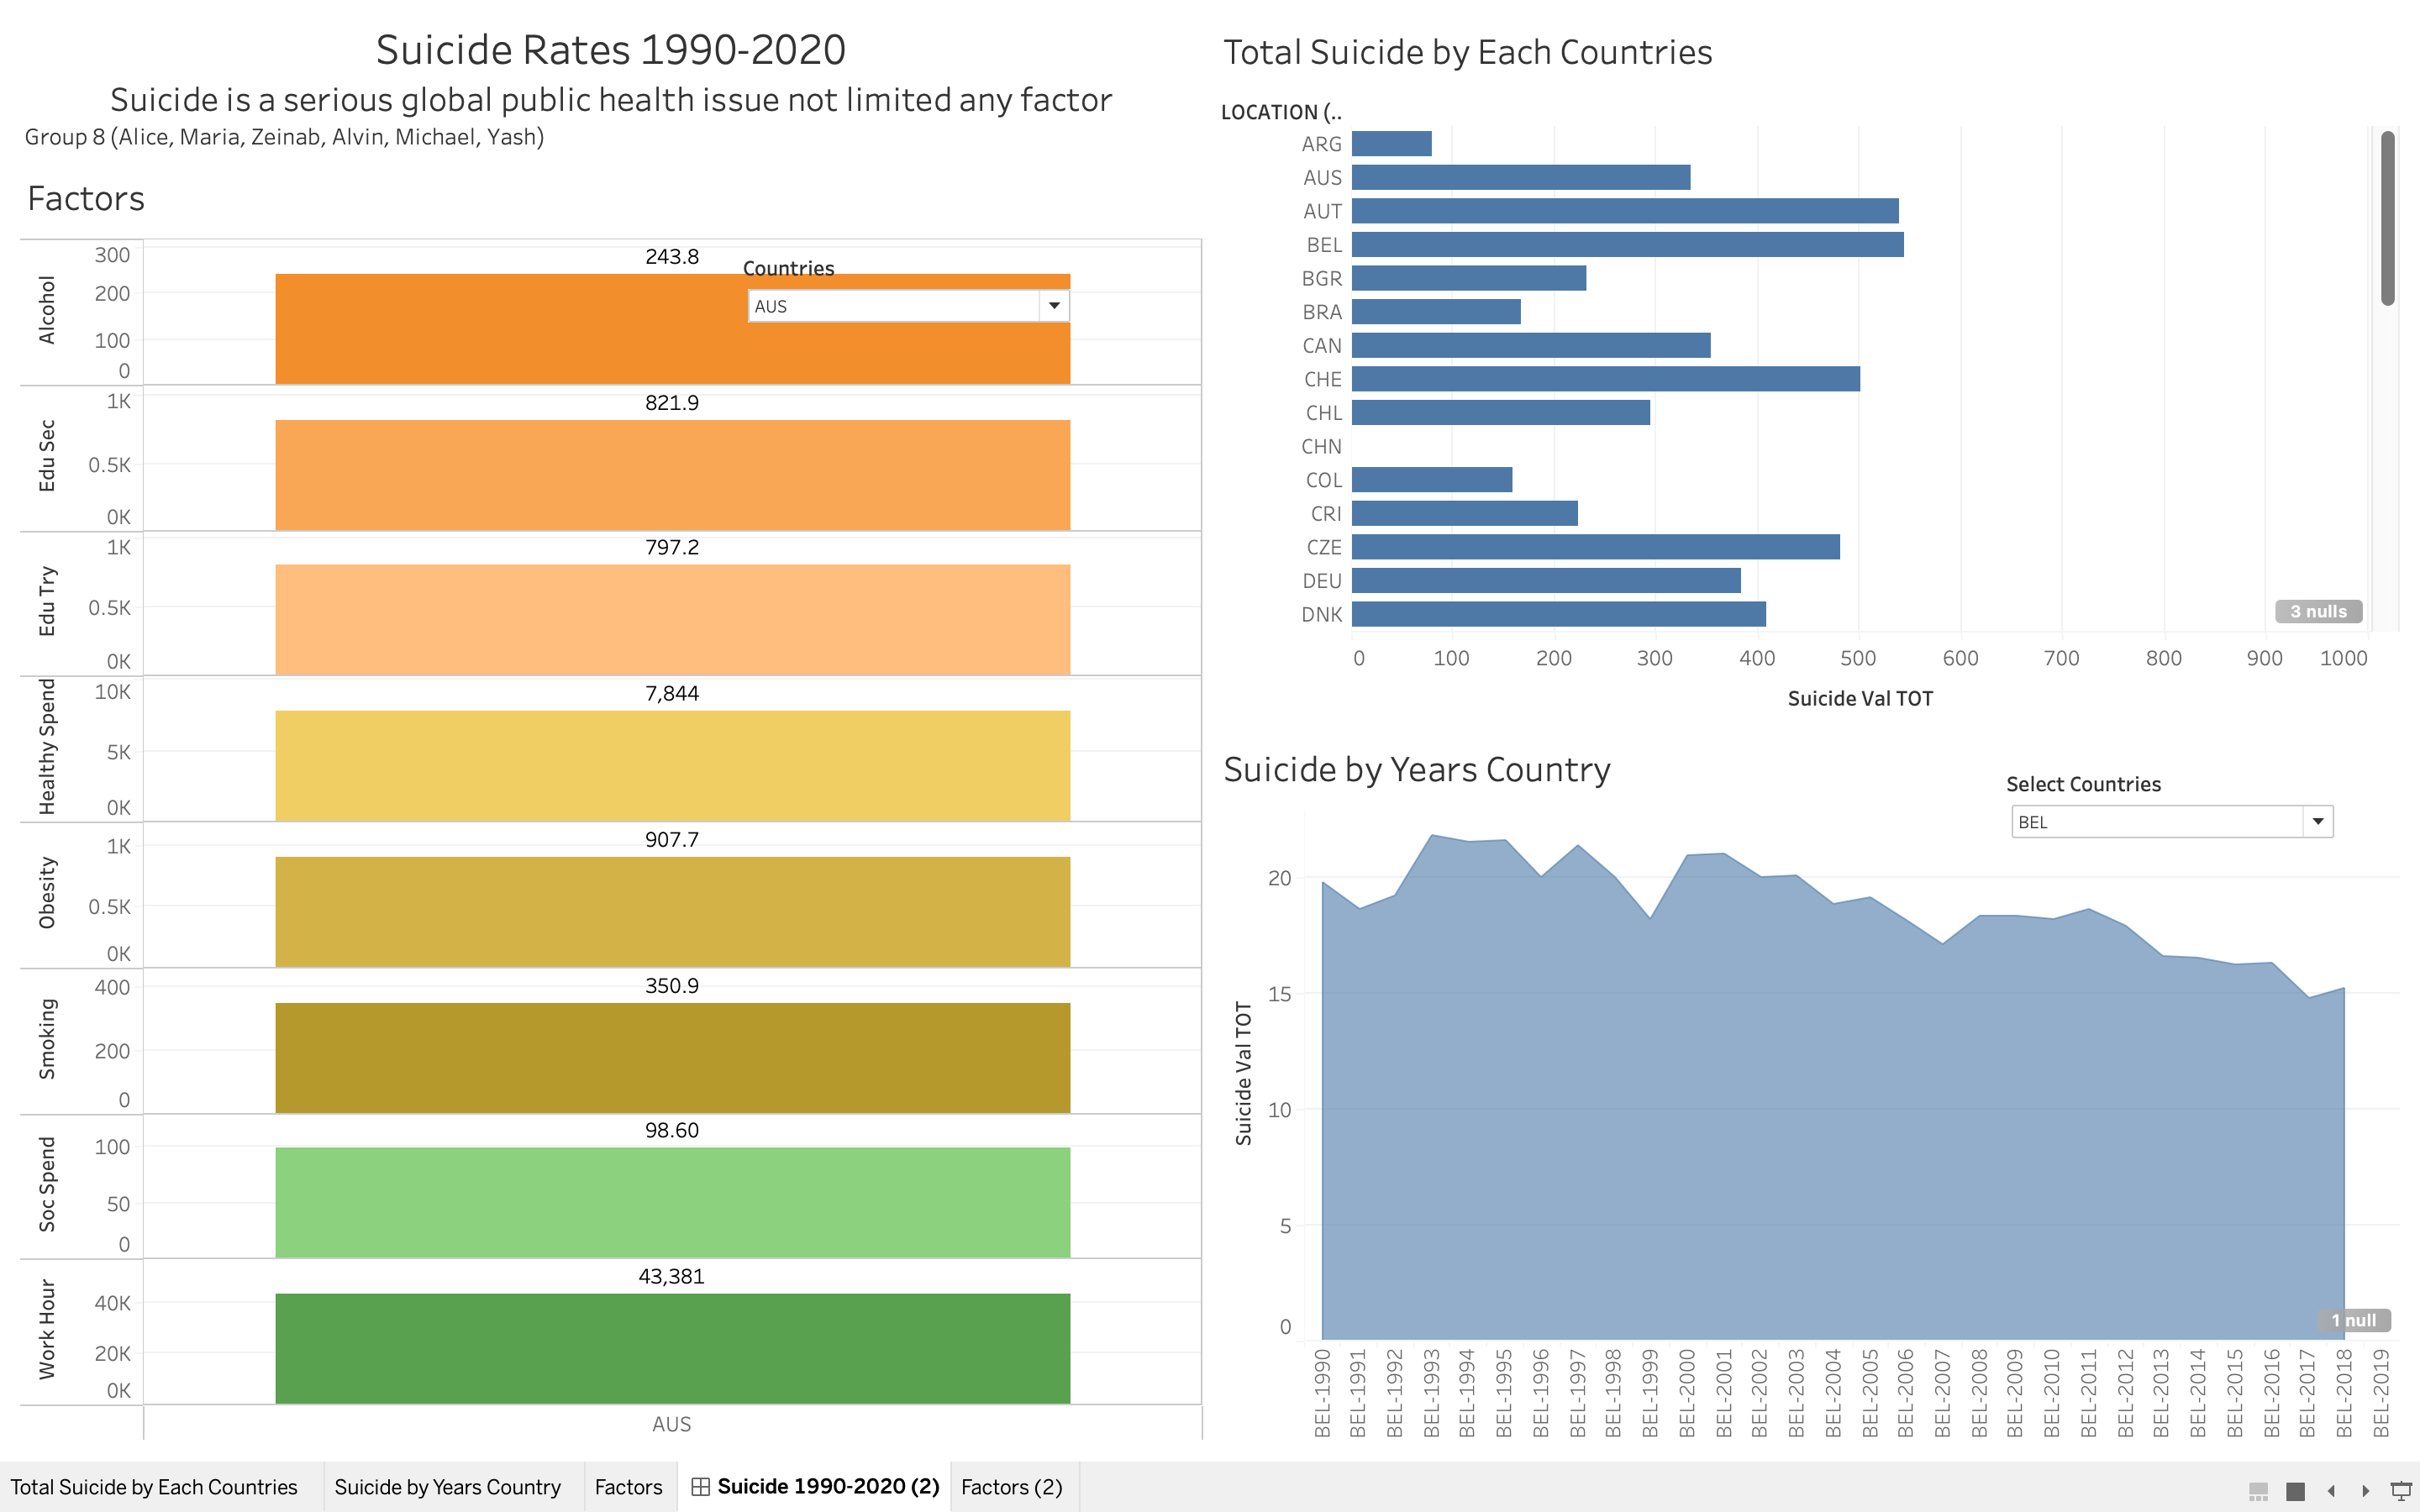 Suicide Rates 1990-2020
Suicide is a serious global public health issue not limited any factor
Group 8 (Alice, Maria, Zeinab, Alvin, Michael, Yash)
Factors
Countries
AUS
Alcohol
300
200
100
0
243.8
Edu Sec
1K
0.5K
0K
821.9
Edu Try
1K
0.5K
0K
797.2
Healthy Spend
10K
5K
0K
7,844
Obesity
1K
0.5K
0K
907.7
Smoking
400
200
0
350.9
Soc Spend
100
50
0
98.60
Work Hour
40K
20K
0K
43,381
AUS
Total Suicide by Each Countries
LOCATION (..
ARG
AUS
AUT
BEL
BGR
BRA
CAN
CHE
CHL
CHN
COL
CRI
CZE
DEU
DNK
3 nulls
0 100 200 300 400 500 600 700 800 900 1000
Suicide Val TOT
Suicide by Years Country
Select Countries
BEL
Suicide Val TOT
20
15
10
5
0
1 null
BEL-1990
BEL-1991
BEL-1992
BEL-1993
BEL-1994
BEL-1995
BEL-1996
BEL-1997
BEL-1998
BEL-1999
BEL-2000
BEL-2001
BEL-2002
BEL-2003
BEL-2004
BEL-2005
BEL-2006
BEL-2007
BEL-2008
BEL-2009
BEL-2010
BEL-2011
BEL-2012
BEL-2013
BEL-2014
BEL-2015
BEL-2016
BEL-2017
BEL-2018
BEL-2019
Total Suicide by Each Countries Suicide by Years Country Factors Suicide 1990-2020 (2) Factors (2)